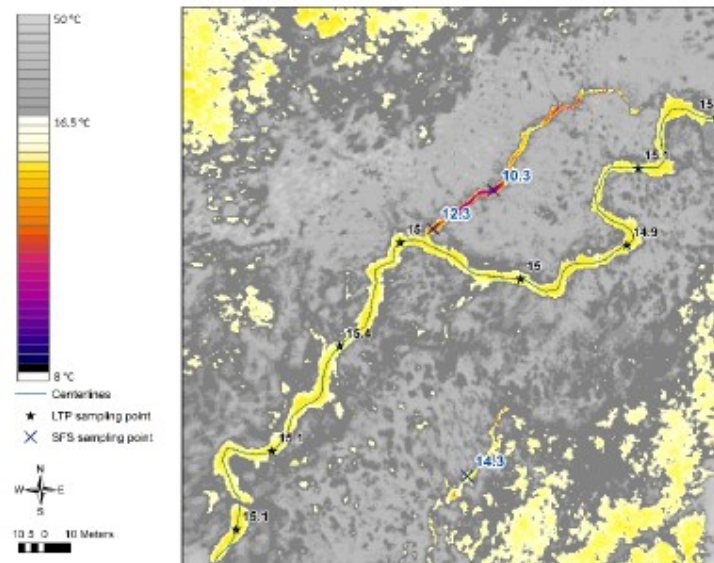 50 °C
16.5 °C
8 °C
Centerlines
LTP sampling point
SFS sampling point
N
W
E
S
10 5 0 10 Meters
15.
15.
10.3
12.3
15
14.9
15
15.4
15.1
14.3
15.1